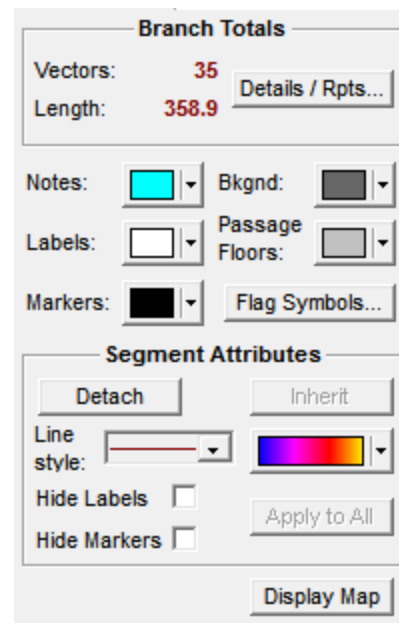 Branch Totals
Vectors: 35
Details / Rpts...
Length: 358.9
Notes: Bkgnd:
Labels: Passage
Floors:
Markers: Flag Symbols...
Segment Attributes
Detach Inherit
Line
style:
Hide Labels
Apply to All
Hide Markers
Display Map